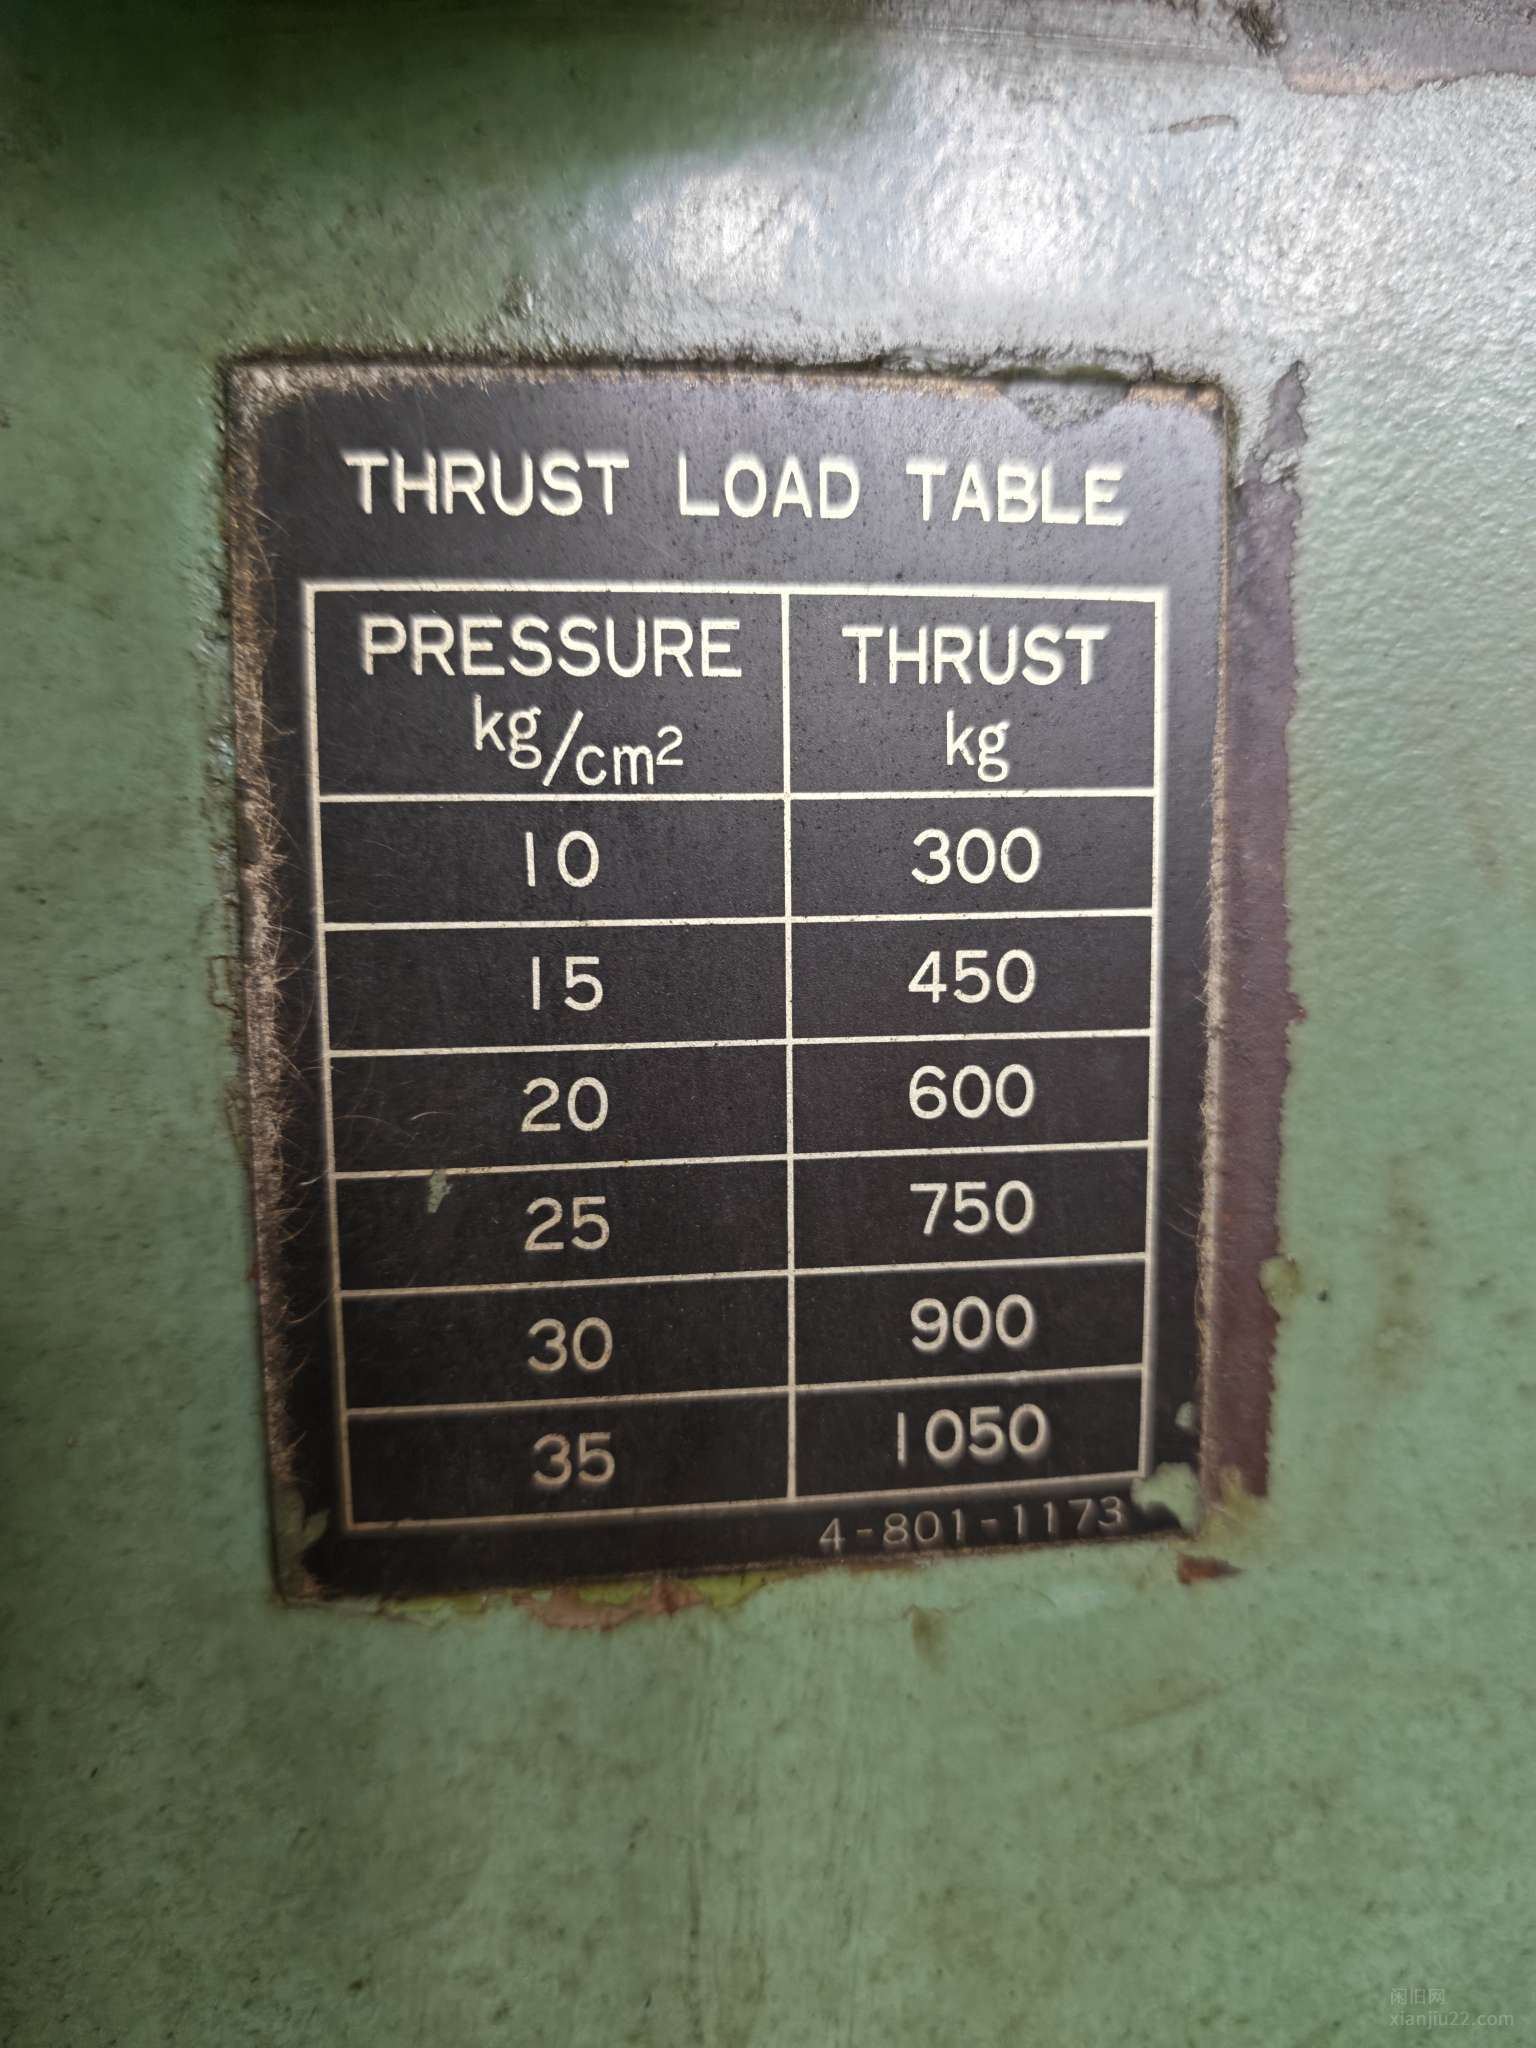 THRUST LOAD TABLE
PRESSURE THRUST
kg/cm² kg
10 300
15 450
20 600
25 750
30 900
35 1050
4-801-1173
闲旧网
xianjiu22.com